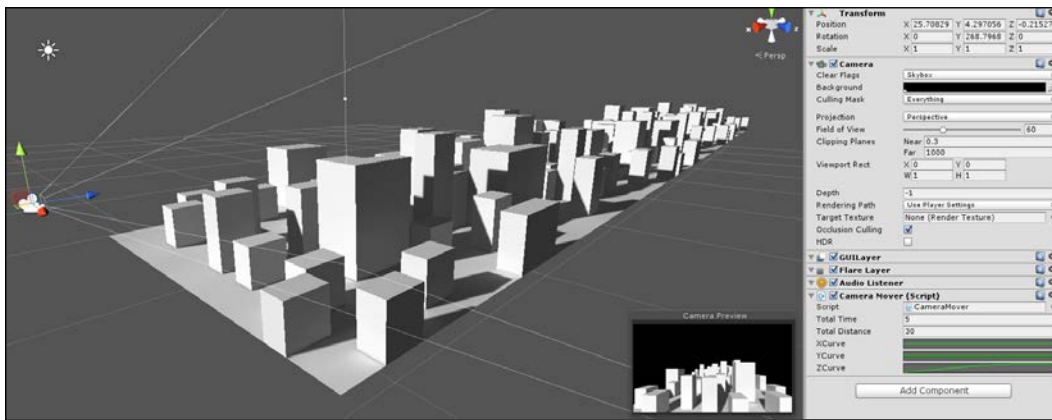 x
z
< Persp
Camera Preview
Transform
Position X 25.70829 Y 4.297056 Z -0.21527
Rotation X 0 Y 268.7968 Z 0
Scale X 1 Y 1 Z 1
Camera
Clear Flags Skybox
Background
Culling Mask Everything
Projection Perspective
Field of View 60
Clipping Planes Near 0.3
Far 1000
Viewport Rect X 0 Y 0
W 1 H 1
Depth -1
Rendering Path Use Player Settings
Target Texture None (Render Texture)
Occlusion Culling
HDR
GUILayer
Flare Layer
Audio Listener
Camera Mover (Script)
Script CameraMover
Total Time 5
Total Distance 30
XCurve
YCurve
ZCurve
Add Component